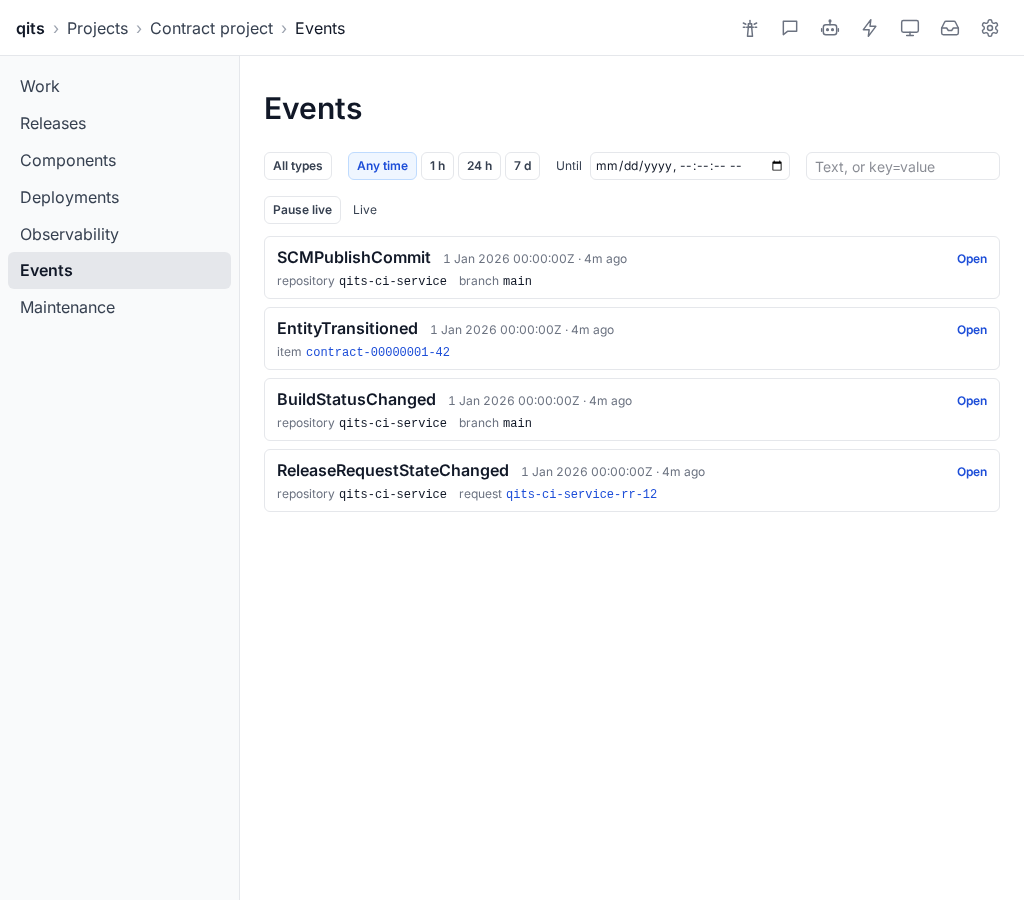 qits › Projects › Contract project › Events
Work
Releases
Components
Deployments
Observability
Events
Maintenance
Events
All types Any time 1 h 24 h 7 d Until mm/dd/yyyy, --:--:-- -- Text, or key=value
Pause live Live
SCMPublishCommit 1 Jan 2026 00:00:00Z · 4m ago Open
repository qits-ci-service branch main
EntityTransitioned 1 Jan 2026 00:00:00Z · 4m ago Open
item contract-00000001-42
BuildStatusChanged 1 Jan 2026 00:00:00Z · 4m ago Open
repository qits-ci-service branch main
ReleaseRequestStateChanged 1 Jan 2026 00:00:00Z · 4m ago Open
repository qits-ci-service request qits-ci-service-rr-12